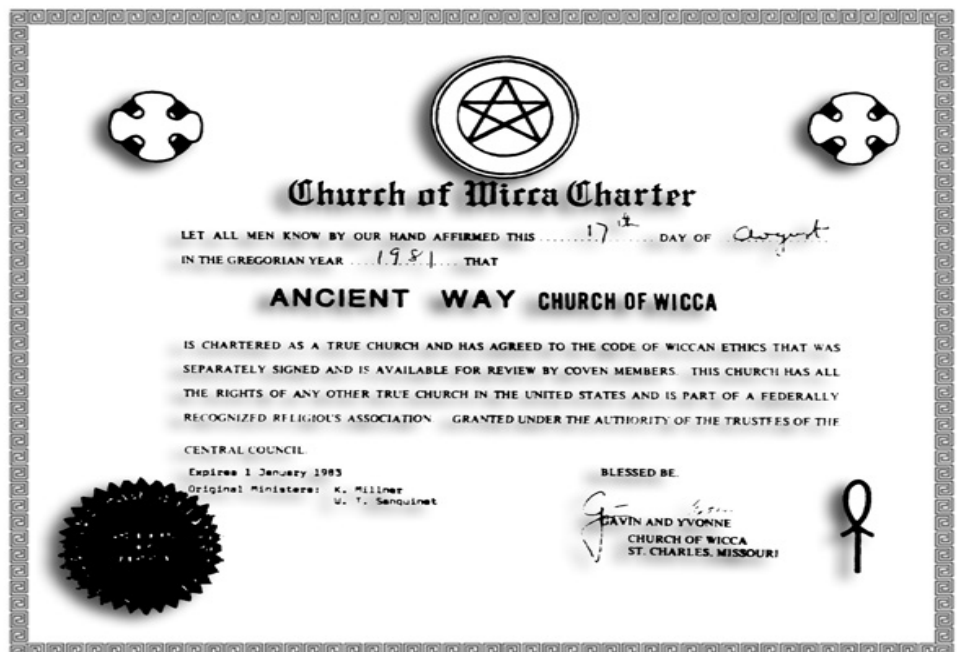 Church of Wicca Charter
LET ALL MEN KNOW BY OUR HAND AFFIRMED THIS ........ 17th ........ DAY OF August
IN THE GREGORIAN YEAR .... 1981 .... THAT
ANCIENT WAY CHURCH OF WICCA
IS CHARTERED AS A TRUE CHURCH AND HAS AGREED TO THE CODE OF WICCAN ETHICS THAT WAS
SEPARATELY SIGNED AND IS AVAILABLE FOR REVIEW BY COVEN MEMBERS. THIS CHURCH HAS ALL
THE RIGHTS OF ANY OTHER TRUE CHURCH IN THE UNITED STATES AND IS PART OF A FEDERALLY
RECOGNIZED RELIGIOUS ASSOCIATION. GRANTED UNDER THE AUTHORITY OF THE TRUSTEES OF THE
CENTRAL COUNCIL.
Expires 1 January 1983
Original Ministers: K. Millner
W. T. Sanquinet
BLESSED BE.
GAVIN AND YVONNE
CHURCH OF WICCA
ST. CHARLES, MISSOURI